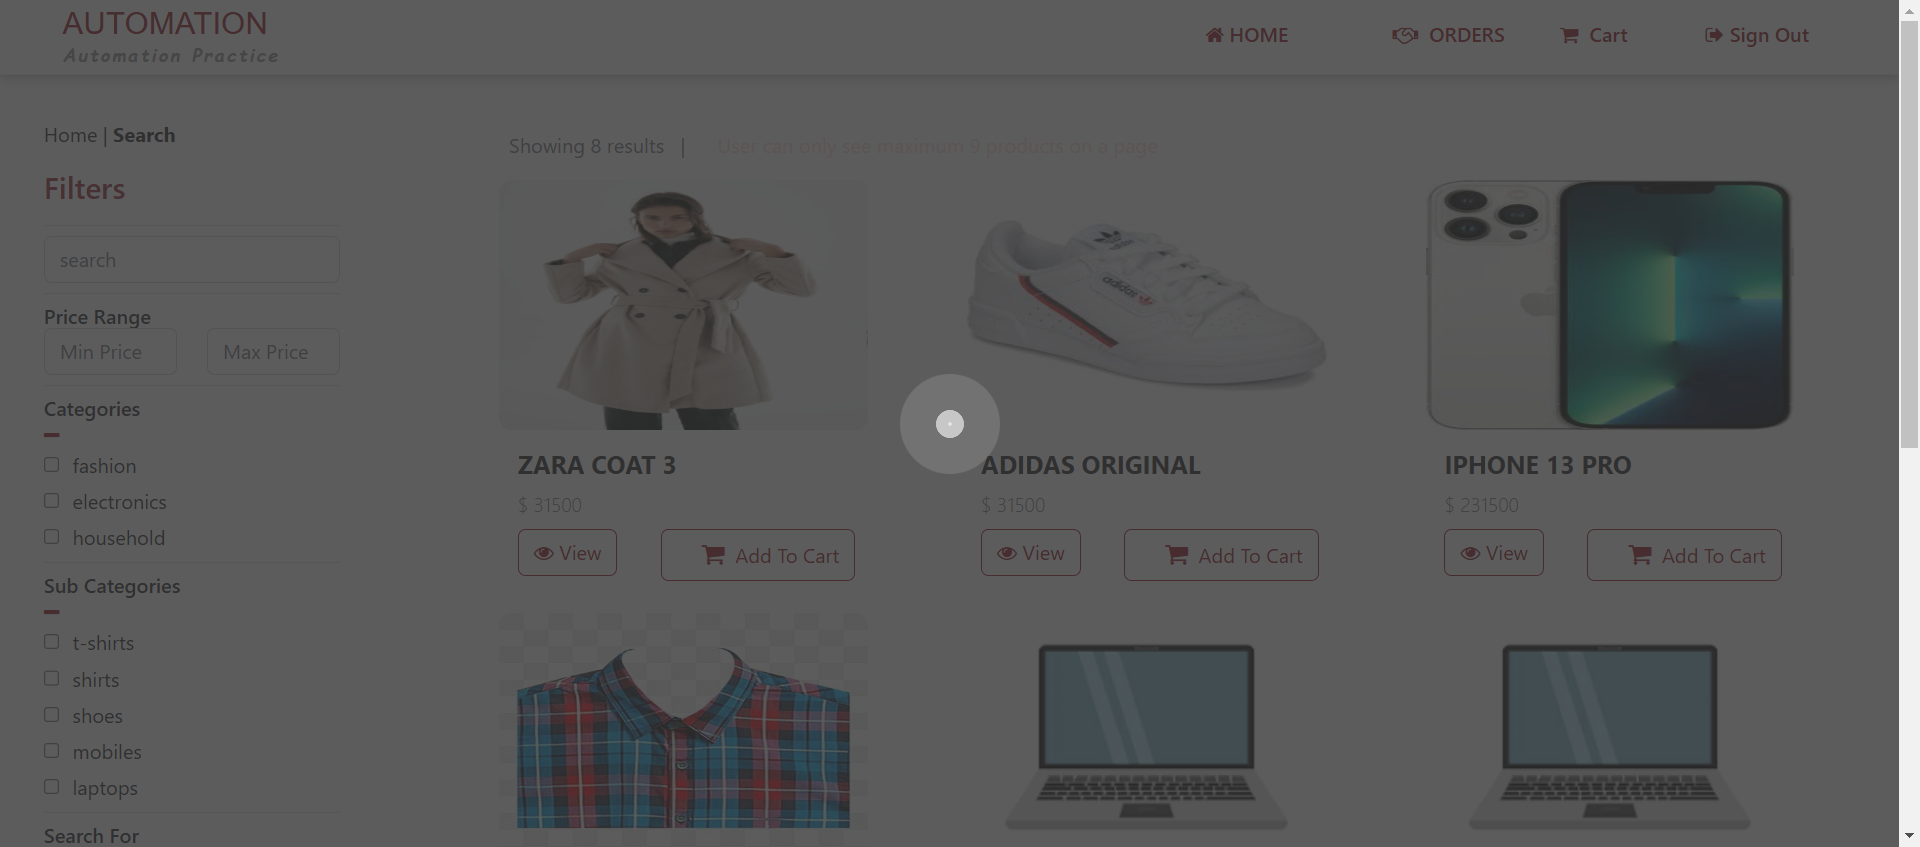 AUTOMATION
Automation Practice
HOME
ORDERS
Cart
Sign Out
Home | Search
Showing 8 results |
User can only see maximum 9 products on a page
Filters
search
Price Range
Min Price
Max Price
Categories
fashion
electronics
household
Sub Categories
t-shirts
shirts
shoes
mobiles
laptops
Search For
adidas
ZARA COAT 3
$ 31500
View
Add To Cart
ADIDAS ORIGINAL
$ 31500
View
Add To Cart
IPHONE 13 PRO
$ 231500
View
Add To Cart